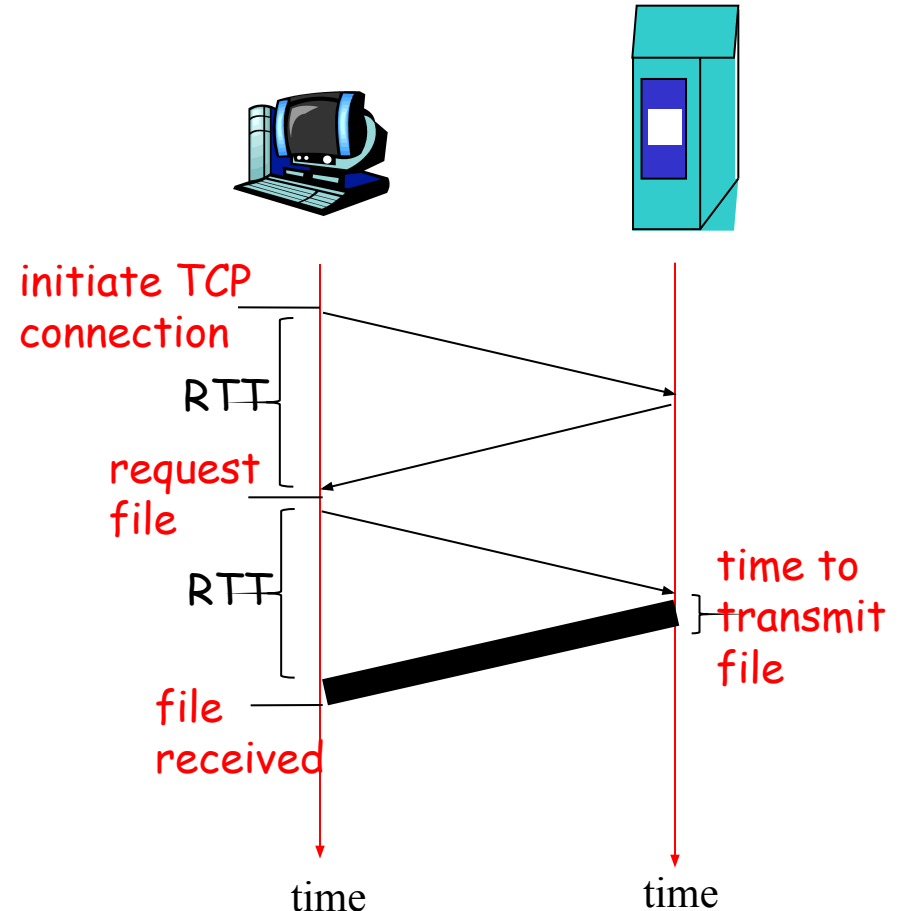 initiate TCP
connection
RTT
request
file
RTT
time to
transmit
file
file
received
time
time